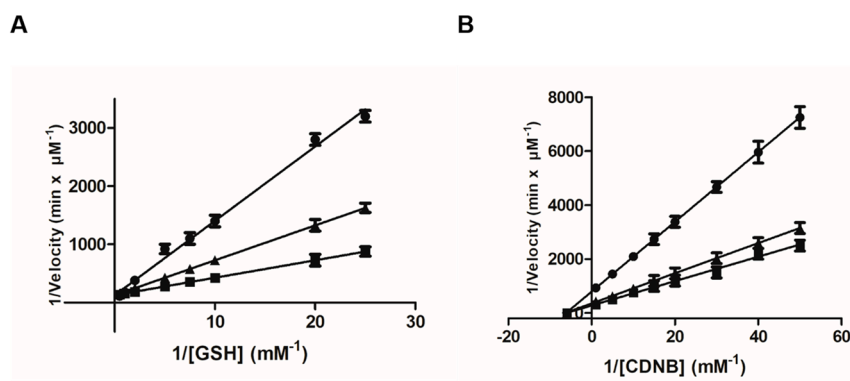 A
B
1/Velocity (min x µM⁻¹)
3000
2000
1000
10
20
30
1/[GSH] (mM⁻¹)
1/Velocity (min x µM⁻¹)
8000
6000
4000
2000
0
-20
0
20
40
60
1/[CDNB] (mM⁻¹)